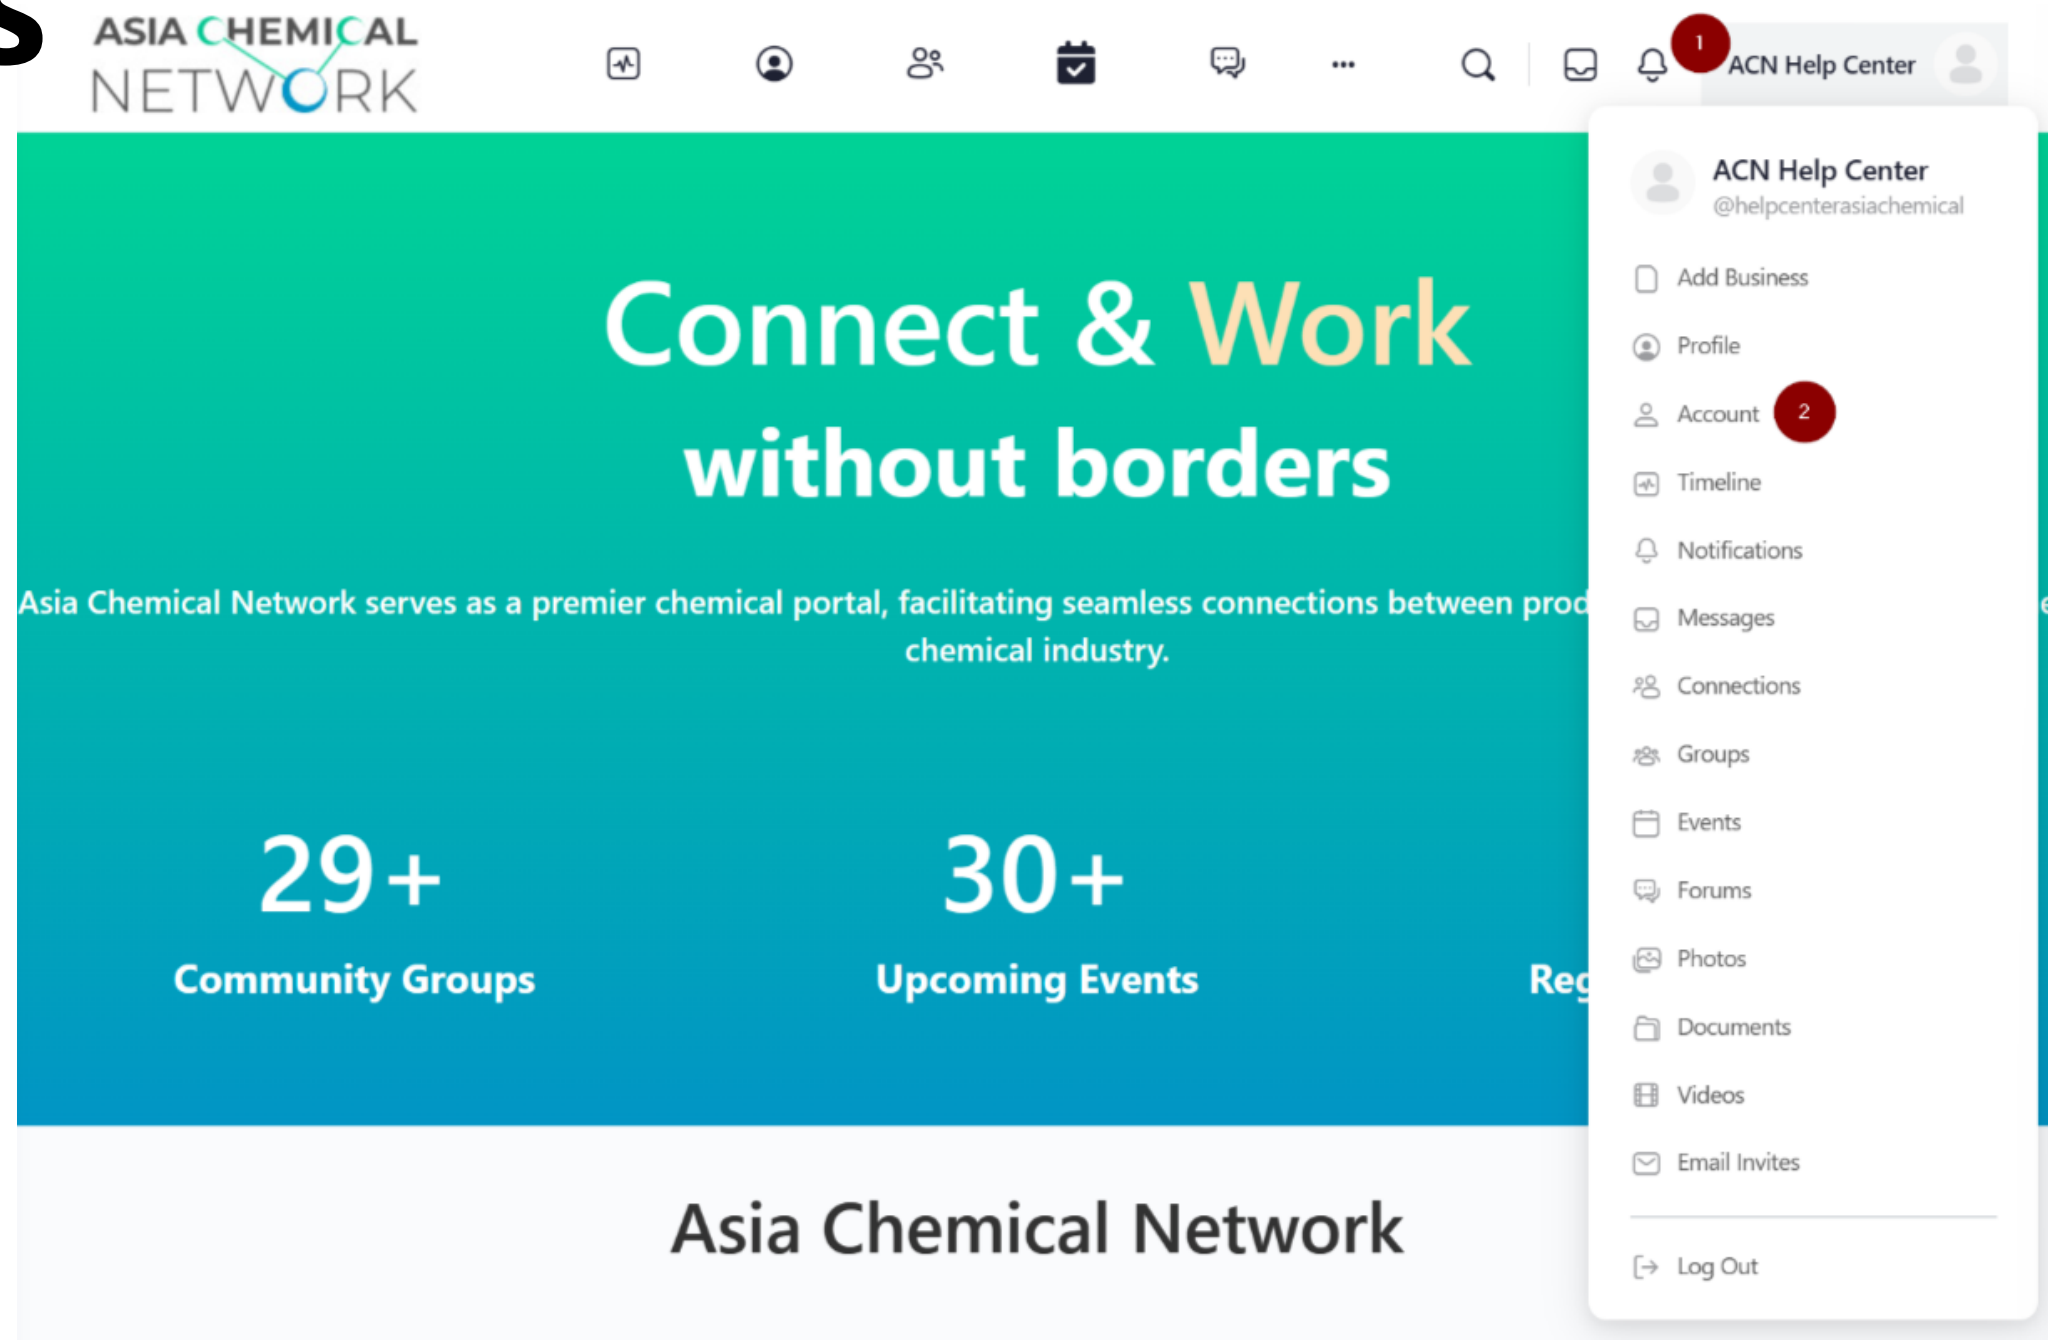 s
ASIA CHEMICAL
NETWORK
1
ACN Help Center
ACN Help Center
@helpcenterasiachemical
Add Business
Profile
Account 2
Timeline
Notifications
Messages
Connections
Groups
Events
Forums
Photos
Documents
Videos
Email Invites
Log Out
Connect & Work
without borders
Asia Chemical Network serves as a premier chemical portal, facilitating seamless connections between prod
chemical industry.
29+
Community Groups
30+
Upcoming Events
Reg
Asia Chemical Network